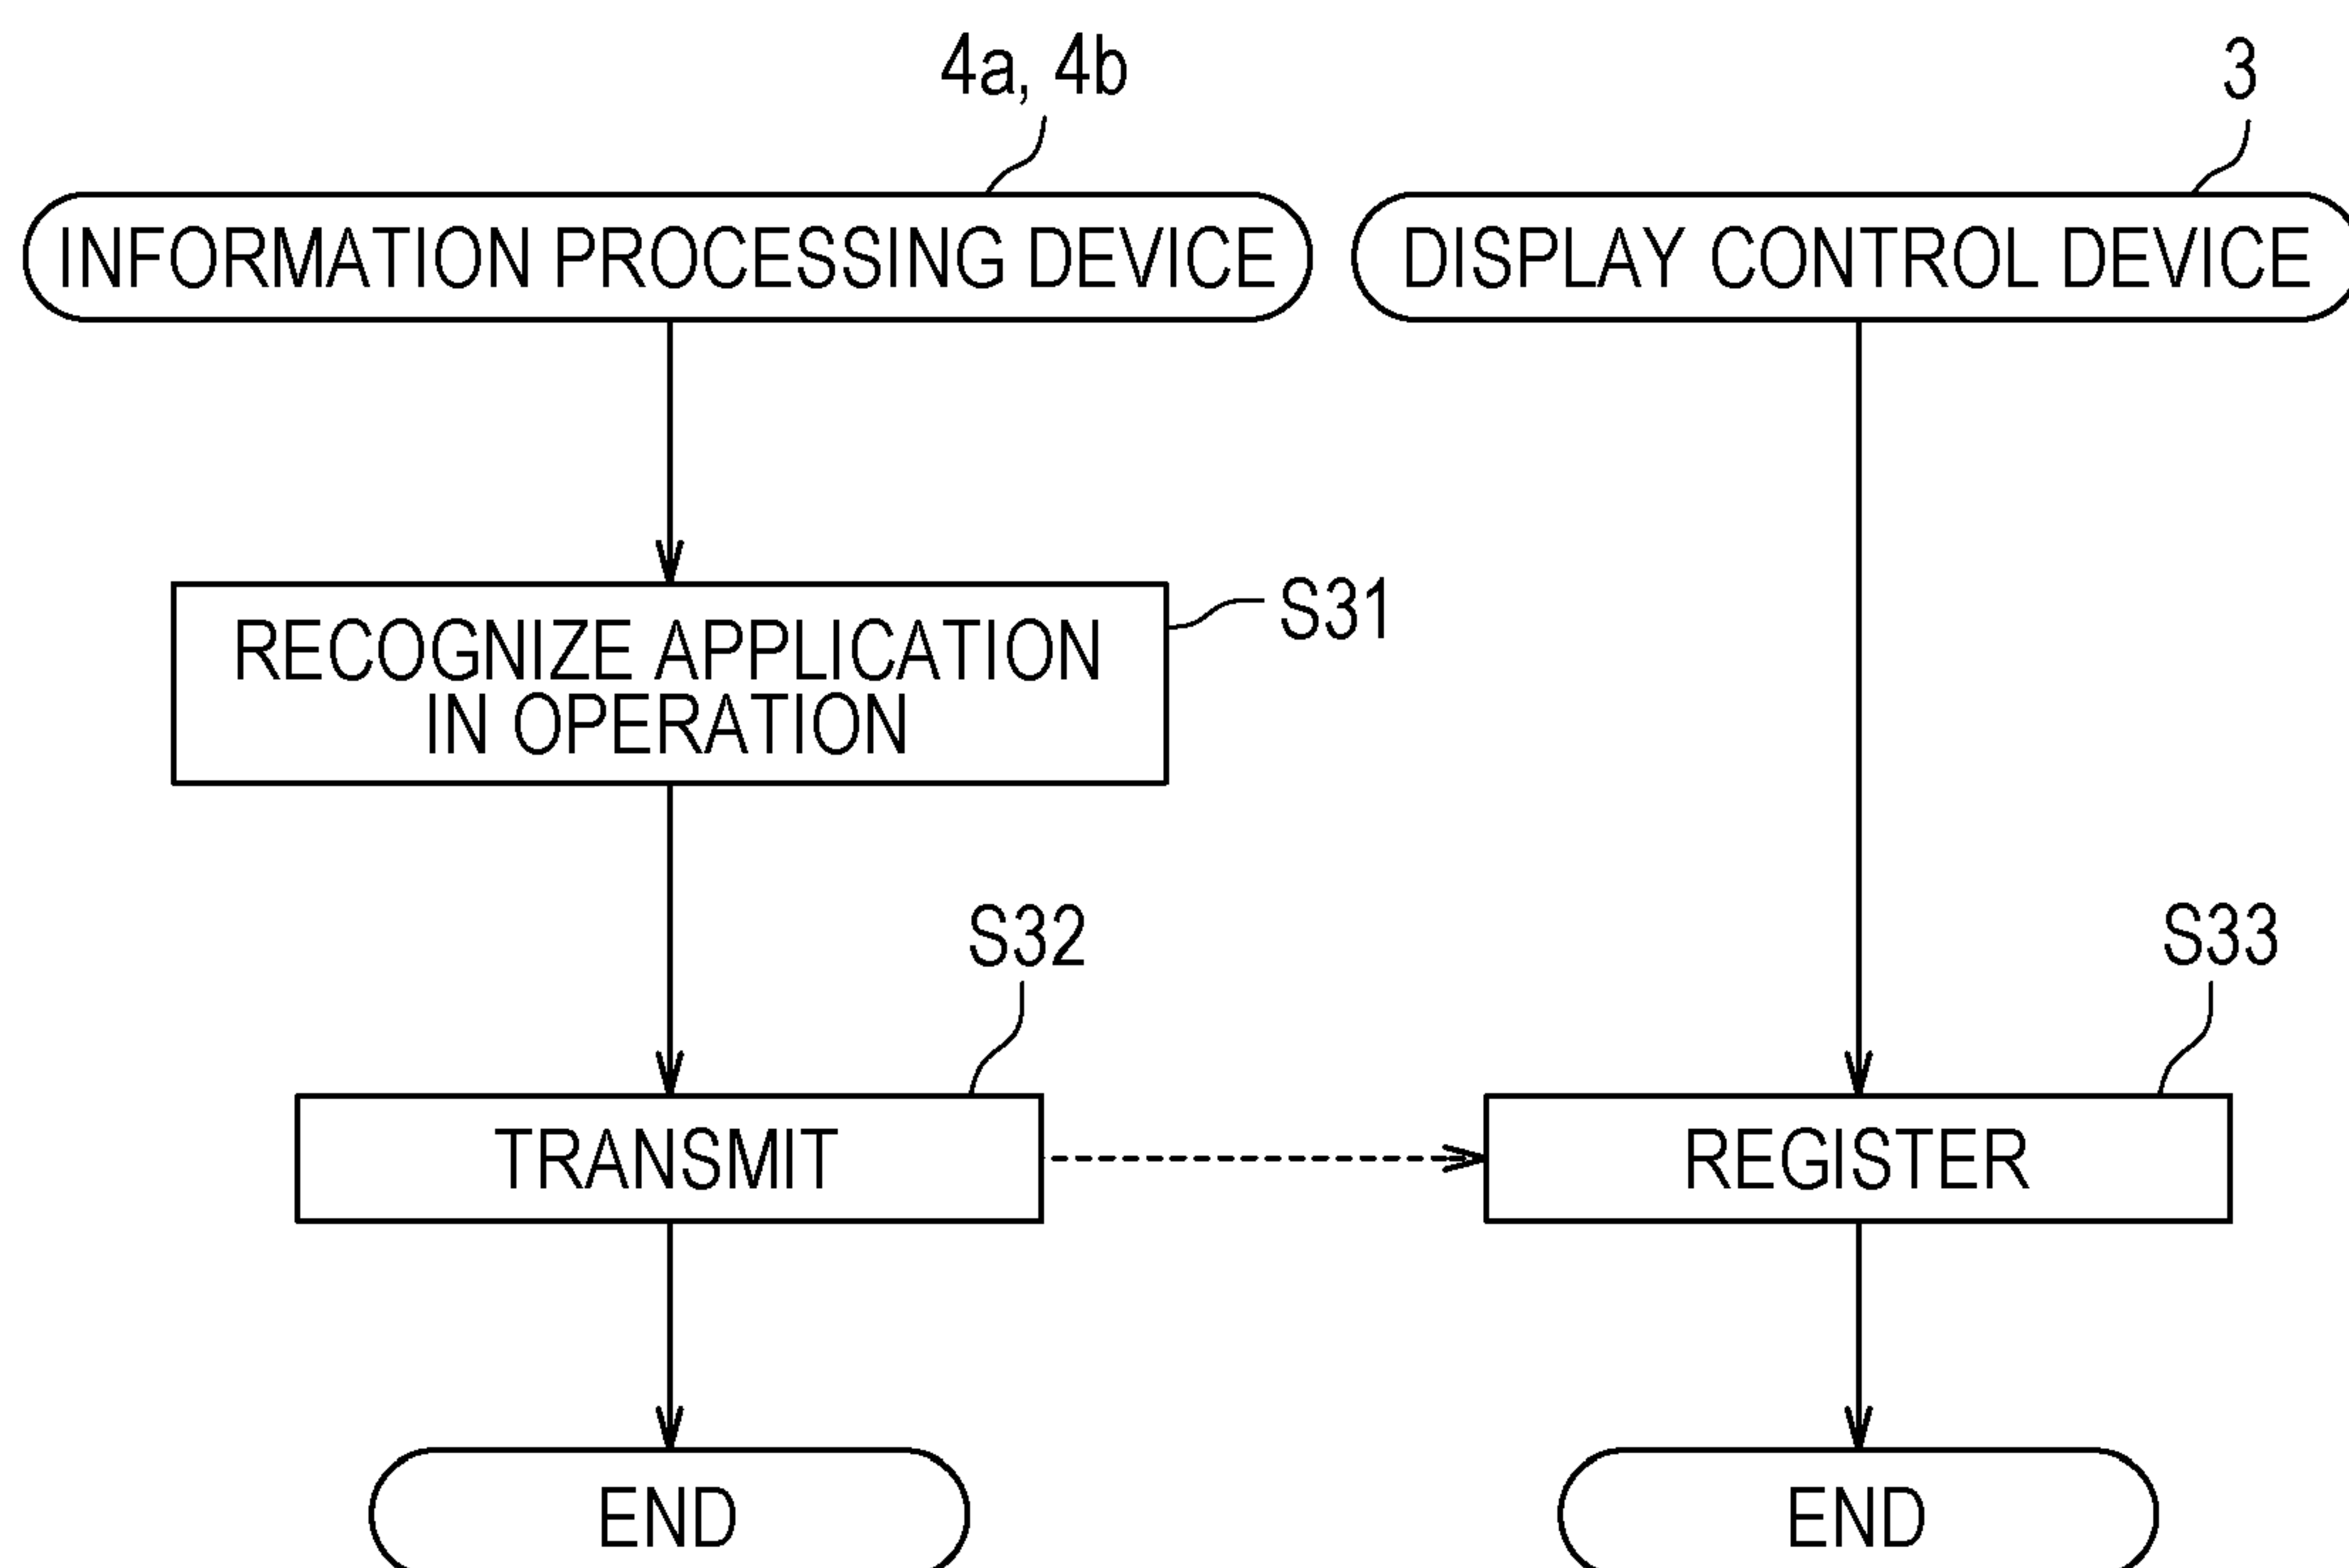 4a, 4b
3
INFORMATION PROCESSING DEVICE
DISPLAY CONTROL DEVICE
RECOGNIZE APPLICATION
IN OPERATION
S31
S32
S33
TRANSMIT
REGISTER
END
END